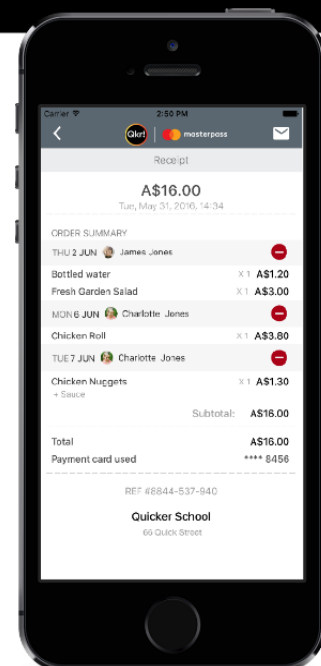 Carrier 2:50 PM
Qkr! masterpass
Receipt
A$16.00
Tue, May 31, 2016, 14:34
ORDER SUMMARY
THU 2 JUN James Jones
Bottled water X 1 A$1.20
Fresh Garden Salad X 1 A$3.00
MON 6 JUN Charlotte Jones
Chicken Roll X 1 A$3.80
TUE 7 JUN Charlotte Jones
Chicken Nuggets X 1 A$1.30
+ Sauce
Subtotal: A$16.00
Total A$16.00
Payment card used **** 8456
REF #8844-537-940
Quicker School
66 Quick Street